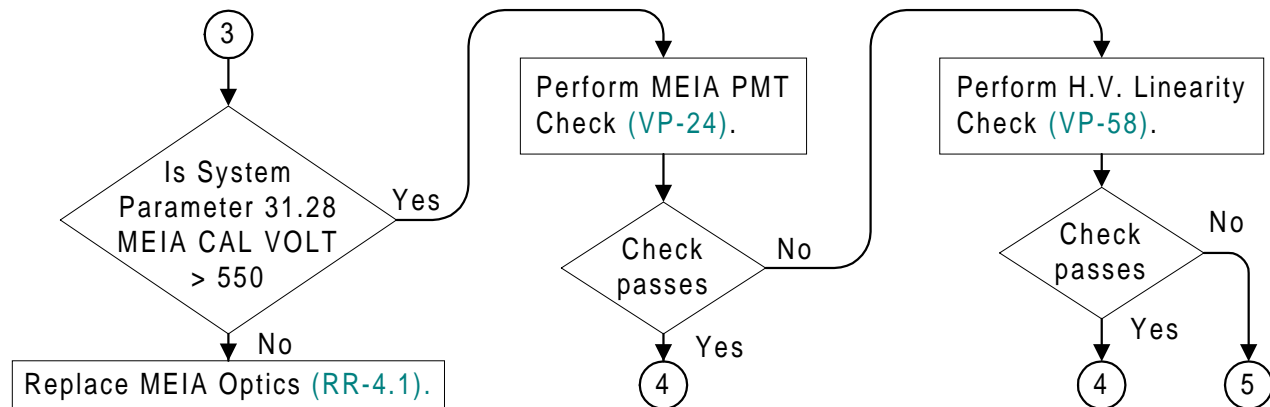 3
Is System
Parameter 31.28
MEIA CAL VOLT
> 550
Yes
No
Replace MEIA Optics (RR-4.1).
Perform MEIA PMT
Check (VP-24).
Check
passes
No
Yes
4
Perform H.V. Linearity
Check (VP-58).
Check
passes
No
Yes
4
5